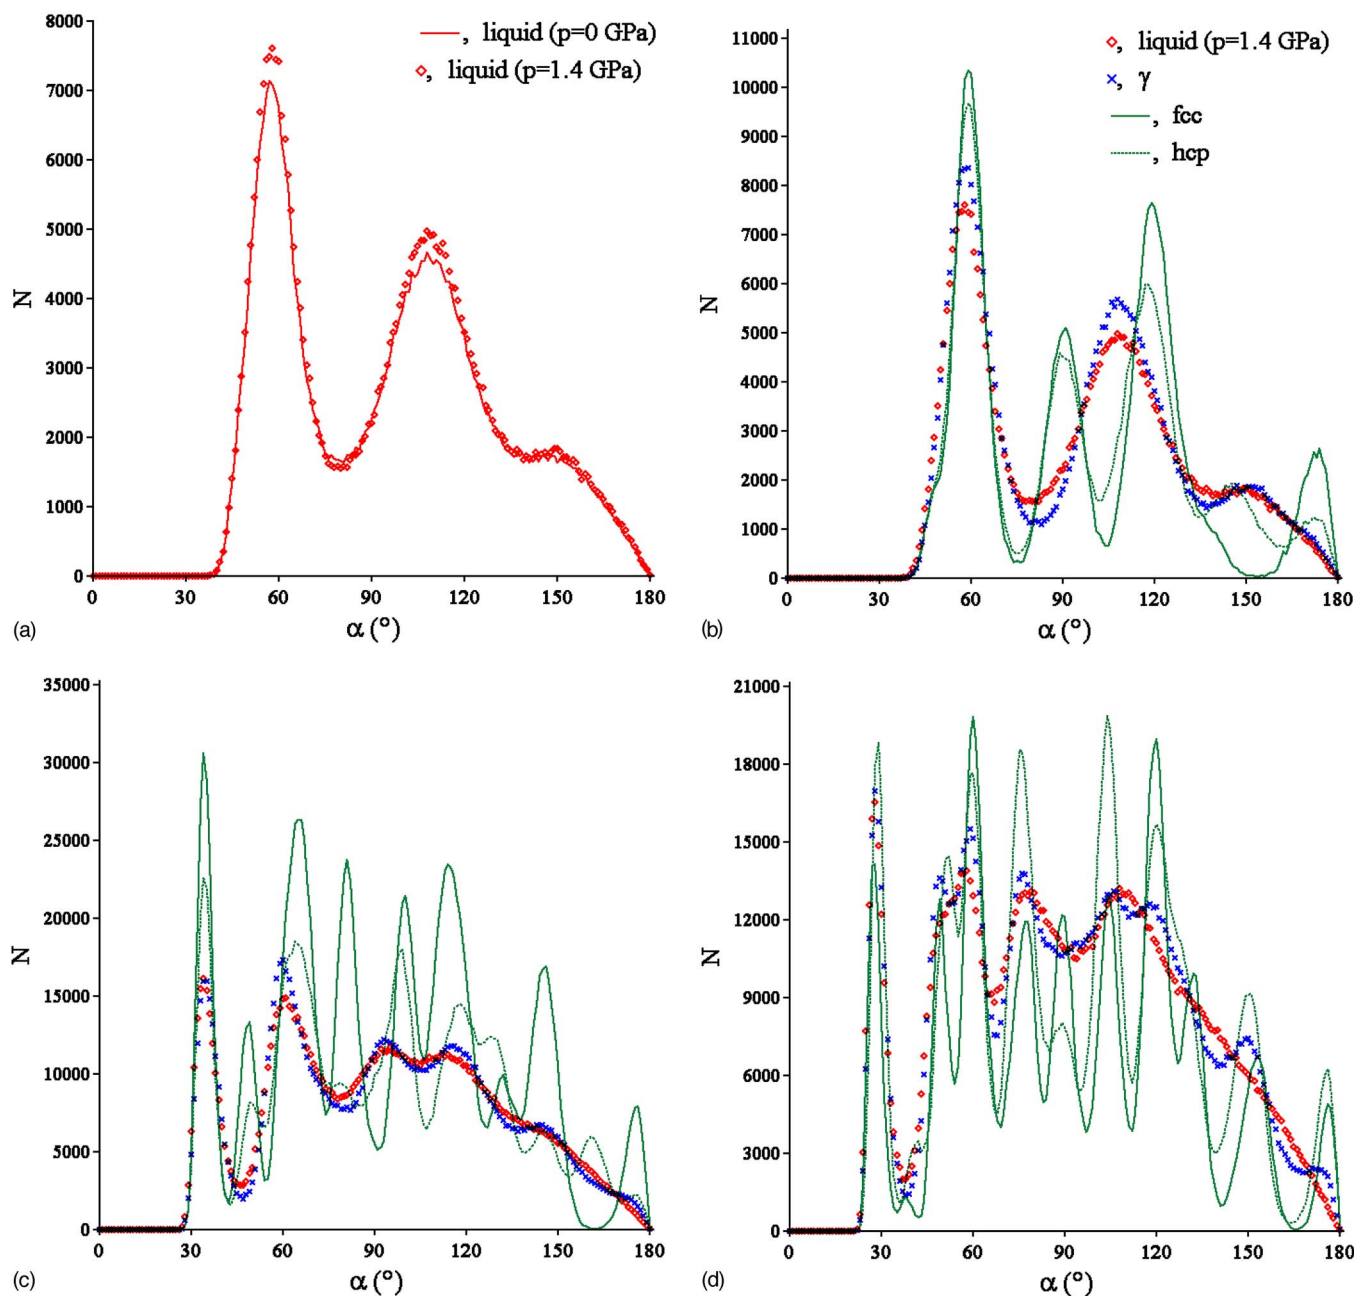 8000
7000
6000
5000
4000
3000
2000
1000
0
N
0 30 60 90 120 150 180
α (°)
, liquid (p=0 GPa)
, liquid (p=1.4 GPa)
(a)
11000
10000
9000
8000
7000
6000
5000
4000
3000
2000
1000
0
N
0 30 60 90 120 150 180
α (°)
, liquid (p=1.4 GPa)
, γ
, fcc
, hcp
(b)
35000
30000
25000
20000
15000
10000
5000
0
N
0 30 60 90 120 150 180
α (°)
(c)
21000
18000
15000
12000
9000
6000
3000
0
N
0 30 60 90 120 150 180
α (°)
(d)